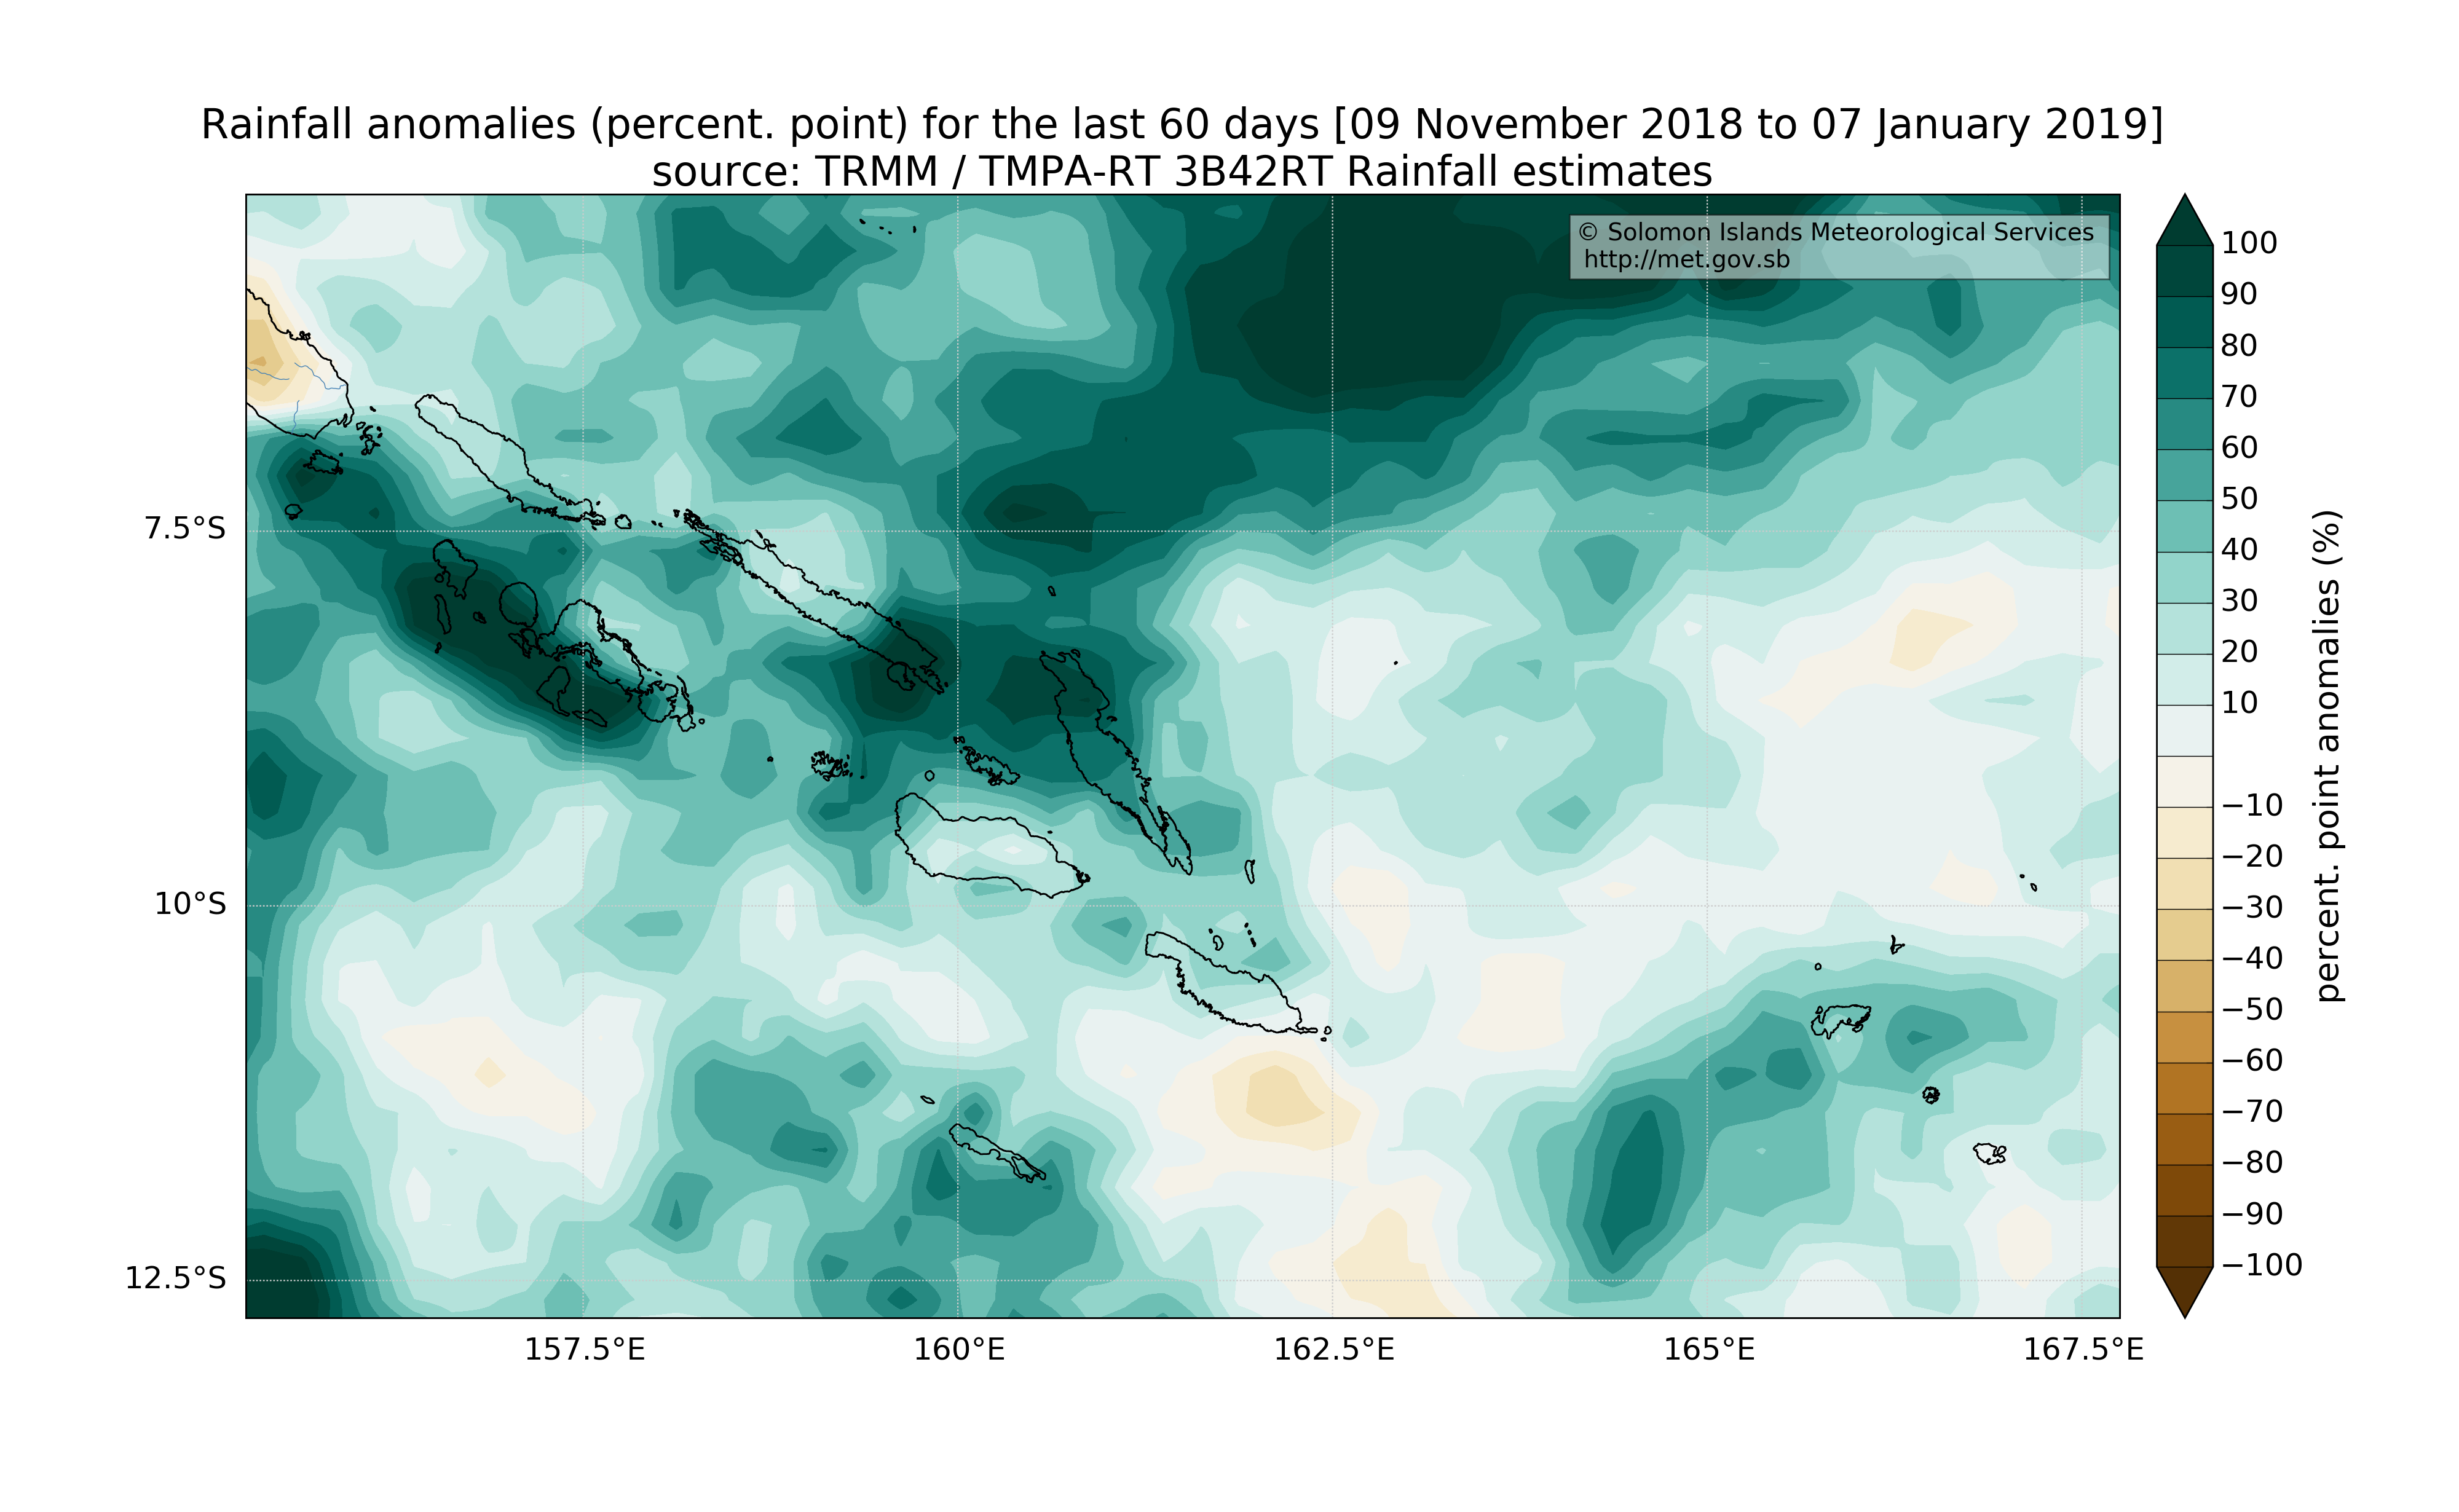 Rainfall anomalies (percent. point) for the last 60 days [09 November 2018 to 07 January 2019]
source: TRMM / TMPA-RT 3B42RT Rainfall estimates
© Solomon Islands Meteorological Services
http://met.gov.sb
7.5°S
10°S
12.5°S
157.5°E
160°E
162.5°E
165°E
167.5°E
100
90
80
70
60
50
40
30
20
10
−10
−20
−30
−40
−50
−60
−70
−80
−90
−100
percent. point anomalies (%)